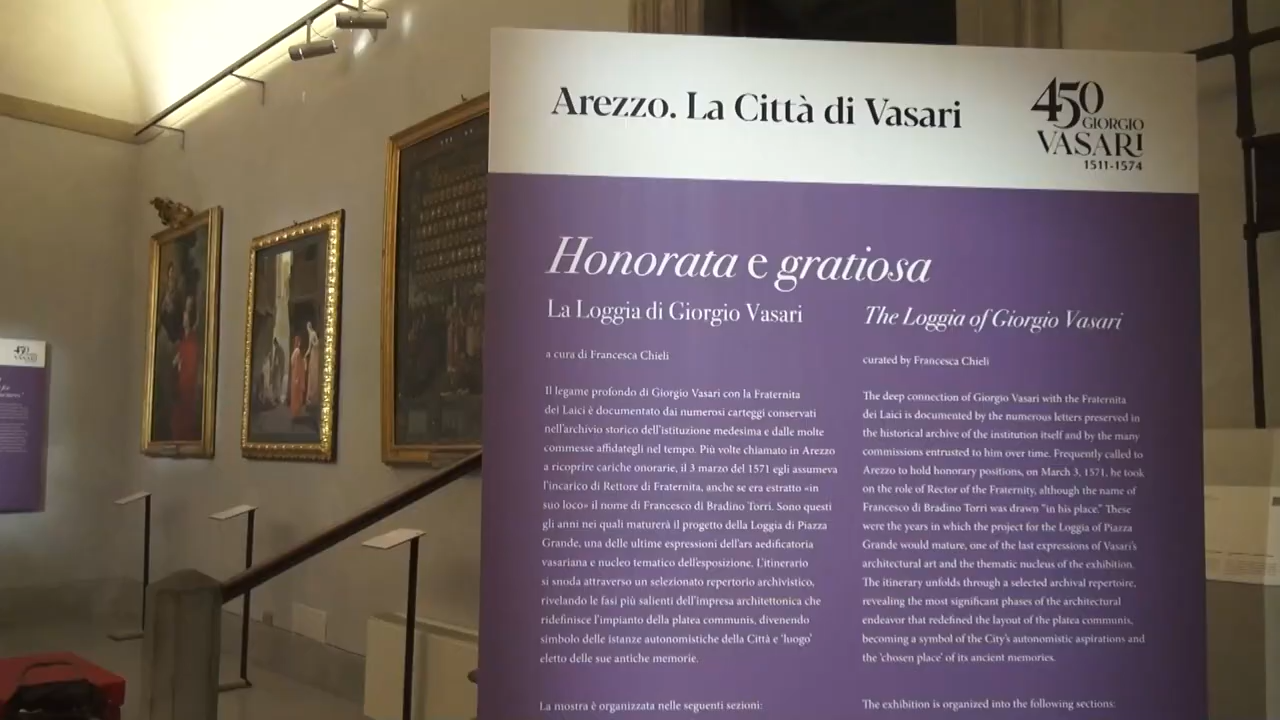 Arezzo. La Città di Vasari
450
GIORGIO
VASARI
1511-1574
Honorata e gratiosa
La Loggia di Giorgio Vasari
a cura di Francesca Chieli
Il legame profondo di Giorgio Vasari con la Fraternita
dei Laici è documentato dai numerosi carteggi conservati
nell'archivio storico dell'istituzione medesima e dalle molte
commesse affidategli nel tempo. Più volte chiamato in Arezzo
a ricoprire cariche onorarie, il 3 marzo del 1571 egli assumeva
l'incarico di Rettore di Fraternita, anche se era estratto «in
suo loco» il nome di Francesco di Bradino Torri. Sono questi
gli anni nei quali maturerà il progetto della Loggia di Piazza
Grande, una delle ultime espressioni dell'ars aedificatoria
vasariana e nucleo tematico dell'esposizione. L'itinerario
si snoda attraverso un selezionato repertorio archivistico,
rivelando le fasi più salienti dell'impresa architettonica che
ridefinisce l'impianto della platea communis, divenendo
simbolo delle istanze autonomistiche della Città e 'luogo'
eletto delle sue antiche memorie.
La mostra è organizzata nelle seguenti sezioni:
The Loggia of Giorgio Vasari
curated by Francesca Chieli
The deep connection of Giorgio Vasari with the Fraternita
dei Laici is documented by the numerous letters preserved in
the historical archive of the institution itself and by the many
commissions entrusted to him over time. Frequently called to
Arezzo to hold honorary positions, on March 3, 1571, he took
on the role of Rector of the Fraternity, although the name of
Francesco di Bradino Torri was drawn "in his place." These
were the years in which the project for the Loggia of Piazza
Grande would mature, one of the last expressions of Vasari's
architectural art and the thematic nucleus of the exhibition.
The itinerary unfolds through a selected archival repertoire,
revealing the most significant phases of the architectural
endeavor that redefined the layout of the platea communis,
becoming a symbol of the City's autonomistic aspirations and
the 'chosen place' of its ancient memories.
The exhibition is organized into the following sections: